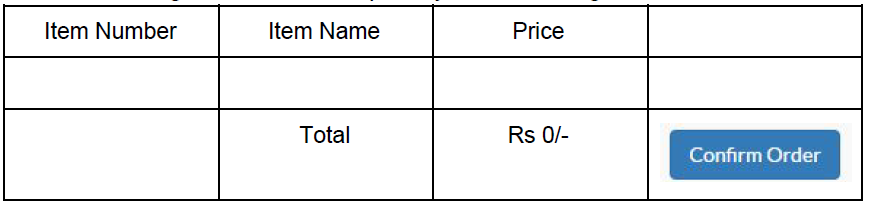 Item Number Item Name Price
Total Rs 0/-
Confirm Order